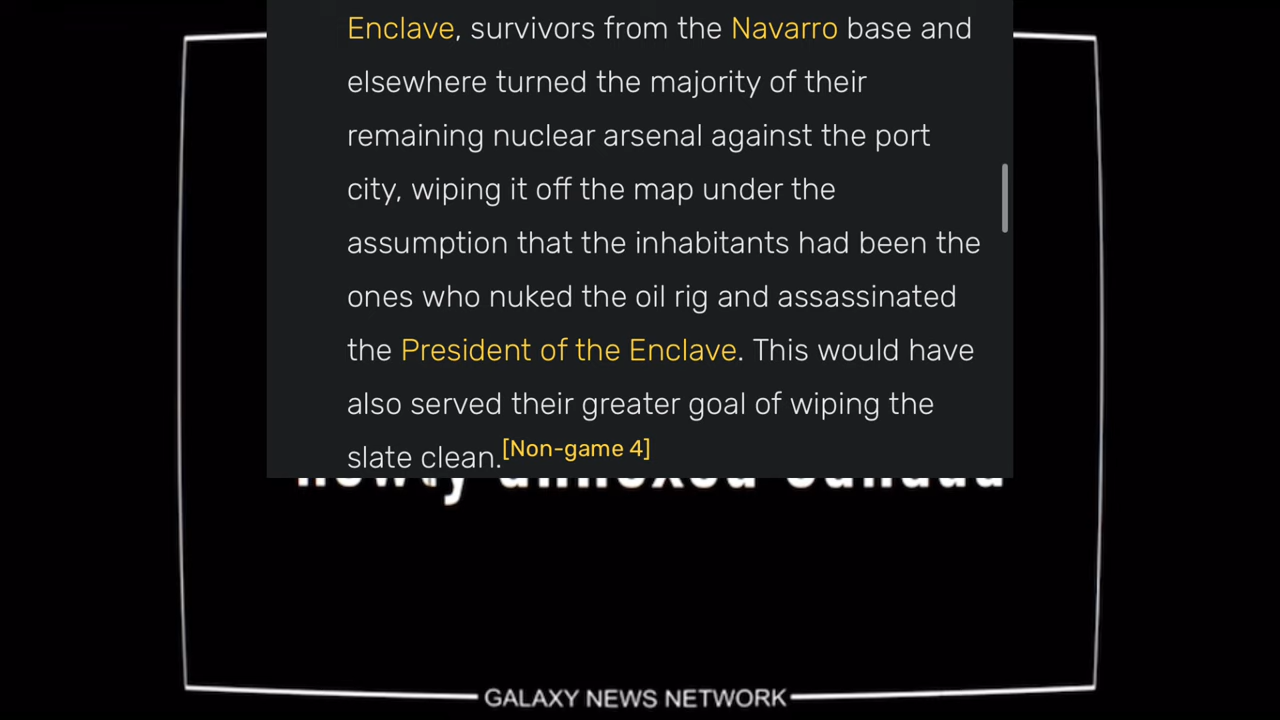 Enclave, survivors from the Navarro base and
elsewhere turned the majority of their
remaining nuclear arsenal against the port
city, wiping it off the map under the
assumption that the inhabitants had been the
ones who nuked the oil rig and assassinated
the President of the Enclave. This would have
also served their greater goal of wiping the
slate clean.[Non-game 4]
newly annexed Canada
GALAXY NEWS NETWORK